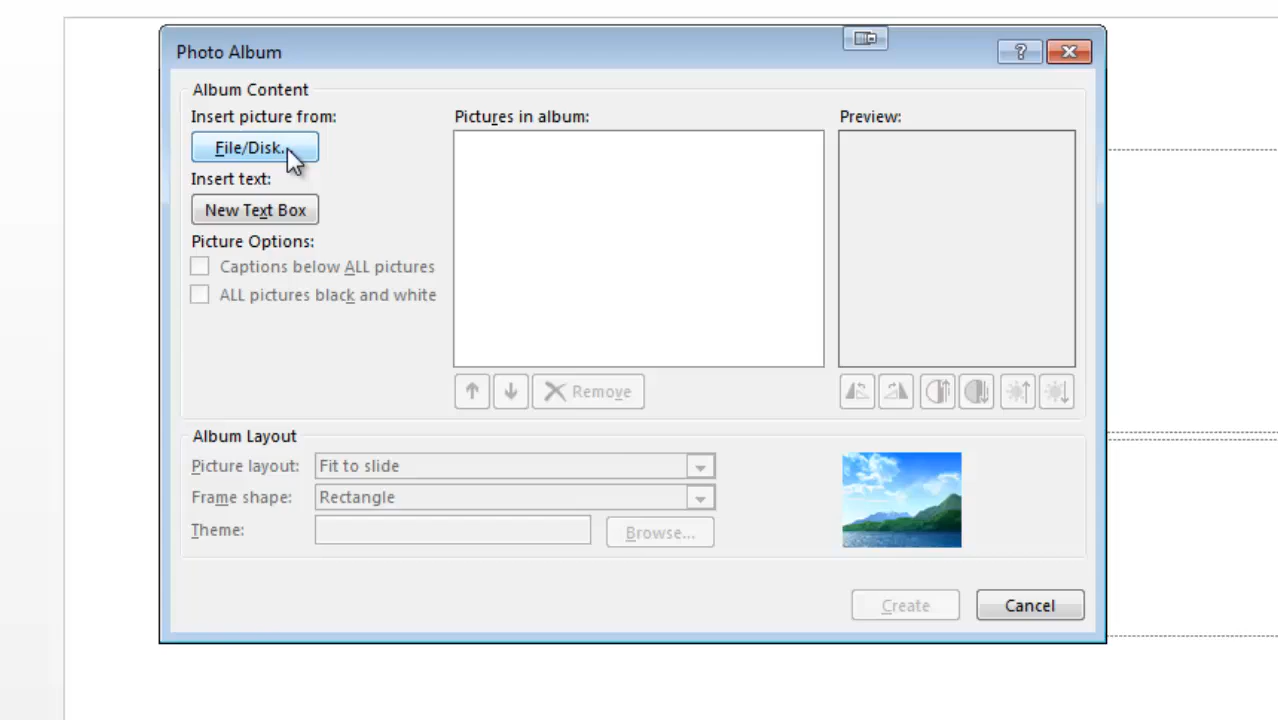 Photo Album
?
Album Content
Insert picture from:
File/Disk...
Insert text:
New Text Box
Picture Options:
Captions below ALL pictures
ALL pictures black and white
Pictures in album:
Remove
Preview:
Album Layout
Picture layout:
Fit to slide
Frame shape:
Rectangle
Theme:
Browse...
Create
Cancel